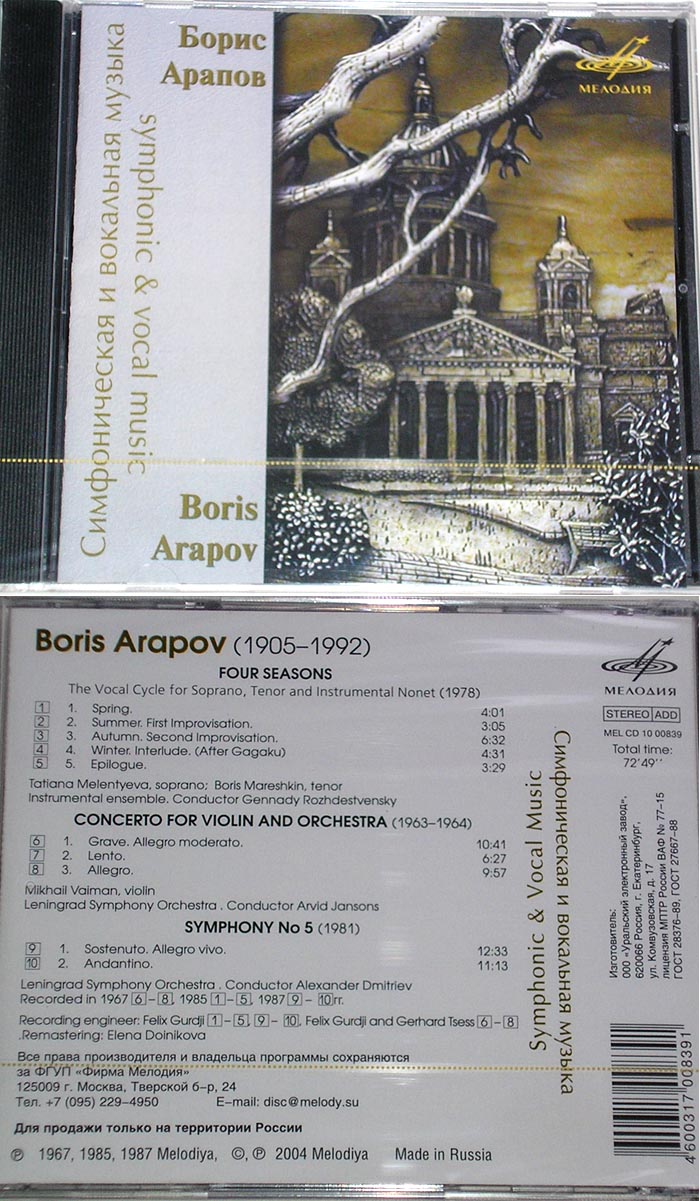 Борис
Арапов
МЕЛОДИЯ
Симфоническая и вокальная музыка
symphonic & vocal music
Boris
Arapov
Boris Arapov (1905–1992)
FOUR SEASONS
The Vocal Cycle for Soprano, Tenor and Instrumental Nonet (1978)
1 1. Spring. 4:01
2 2. Summer. First Improvisation. 3:05
3 3. Autumn. Second Improvisation. 6:32
4 4. Winter. Interlude. (After Gagaku) 4:31
5 5. Epilogue. 3:29
Tatiana Melentyeva, soprano; Boris Mareshkin, tenor
Instrumental ensemble. Conductor Gennady Rozhdestvensky
CONCERTO FOR VIOLIN AND ORCHESTRA (1963–1964)
6 1. Grave. Allegro moderato. 10:41
7 2. Lento. 6:27
8 3. Allegro. 9:57
Mikhail Vaiman, violin
Leningrad Symphony Orchestra . Conductor Arvid Jansons
SYMPHONY No 5 (1981)
9 1. Sostenuto. Allegro vivo. 12:33
10 2. Andantino. 11:13
Leningrad Symphony Orchestra . Conductor Alexander Dmitriev
Recorded in 1967 6 – 8, 1985 1 – 5, 1987 9 – 10гг.
Recording engineer: Felix Gurdji 1 – 5, 9 – 10, Felix Gurdji and Gerhard Tsess 6 – 8
.Remastering: Elena Doinikova
Все права производителя и владельца программы сохраняются
за ФГУП «Фирма Мелодия»
125009 г. Москва, Тверской б–р, 24
Тел. +7 (095) 229–4950 E-mail: disc@melody.su
Для продажи только на территории России
℗ 1967, 1985, 1987 Melodiya, ©, ℗ 2004 Melodiya Made in Russia
Symphonic & Vocal Music
Симфоническая и вокальная музыка
МЕЛОДИЯ
STEREO ADD
MEL CD 10 00839
Total time:
72'49''
Изготовитель:
ООО «Уральский электронный завод»,
620066 Россия, г. Екатеринбург,
ул. Комвузовская, д. 17
лицензия МПТР России ВАФ № 77–15
ГОСТ 28376–89, ГОСТ 27667–88
4600317008391